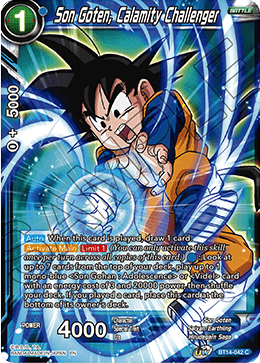 1
Son Goten, Calamity Challenger
BATTLE
0 + 5000
Auto When this card is played, draw 1 card.
Activate Main Limit 1 (You can only activate this skill
once per turn across all copies of this card.) : Look at
up to 7 cards from the top of your deck, play up to 1
mono-blue <Son Gohan : Adolescence> or <Videl> card
with an energy cost of 3 and 20000 power, then shuffle
your deck. If you played a card, place this card at the
bottom of its owner's deck.
POWER
4000
Character
Son Goten
Special Trait
Saiyan Earthling
Era
Hirudegarn Saga
BT14-042 C